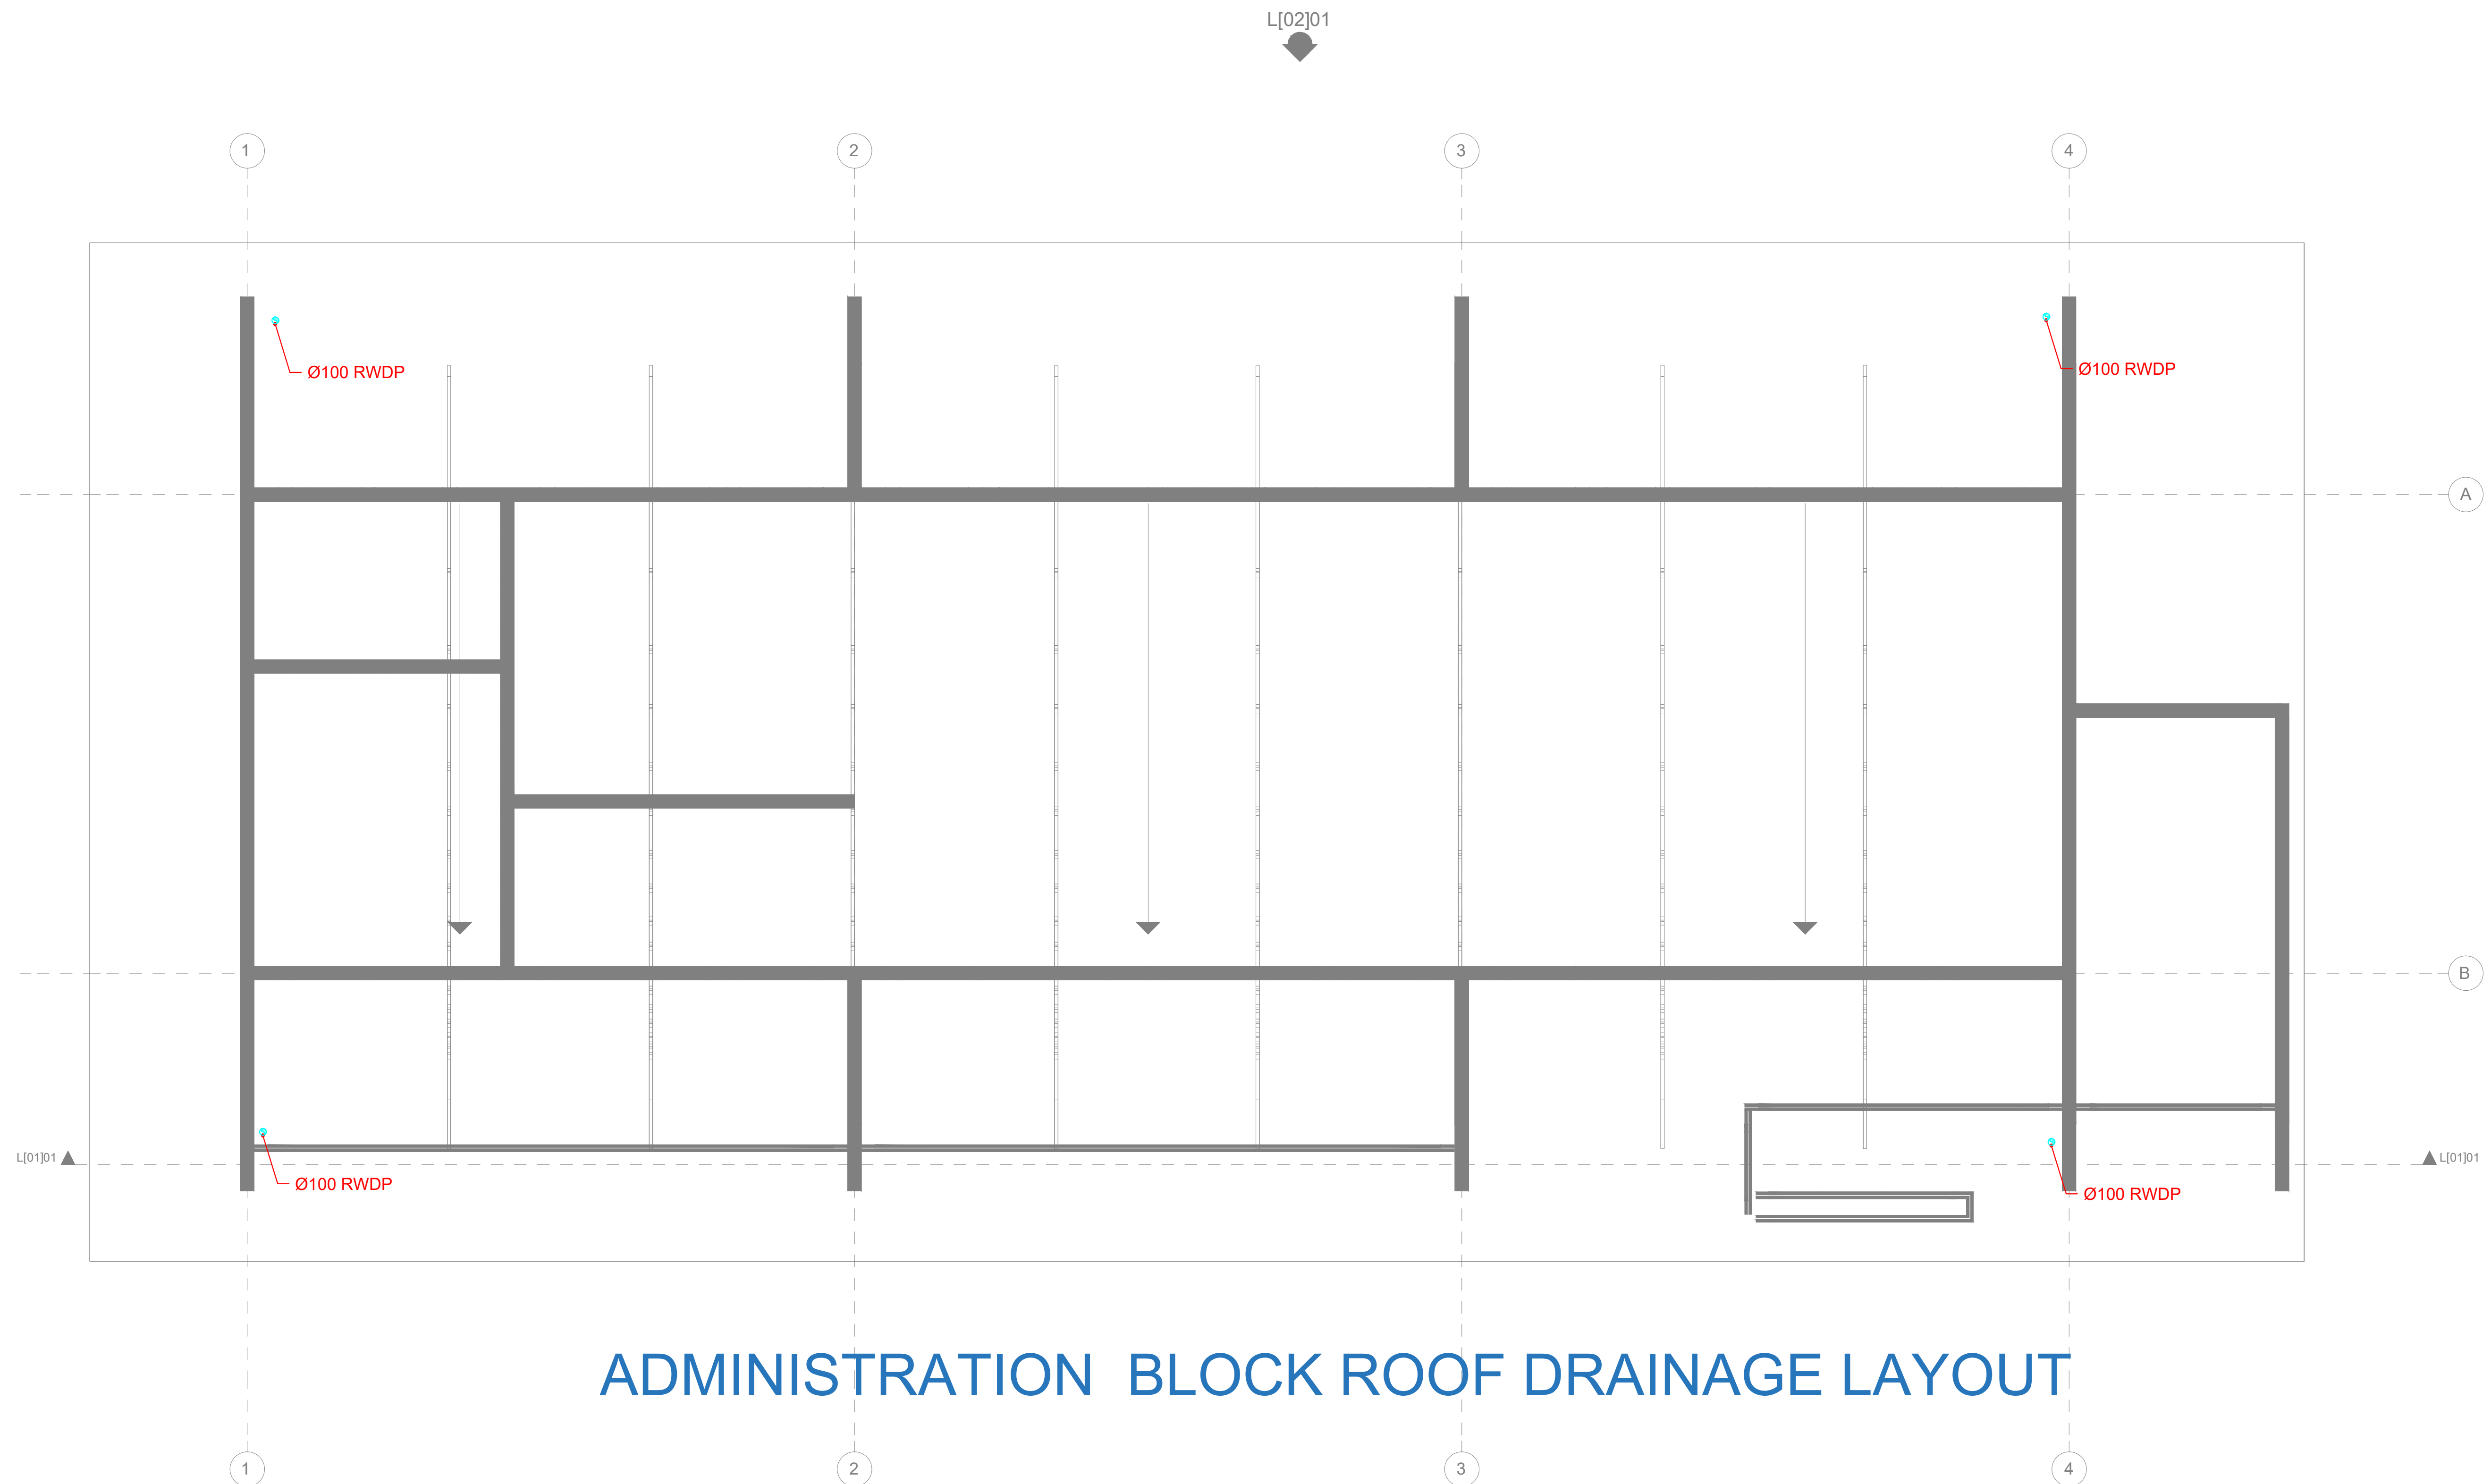 L[02]01
1
2
3
4
Ø100 RWDP
Ø100 RWDP
A
B
L[01]01
L[01]01
Ø100 RWDP
Ø100 RWDP
ADMINISTRATION BLOCK ROOF DRAINAGE LAYOUT
1
2
3
4